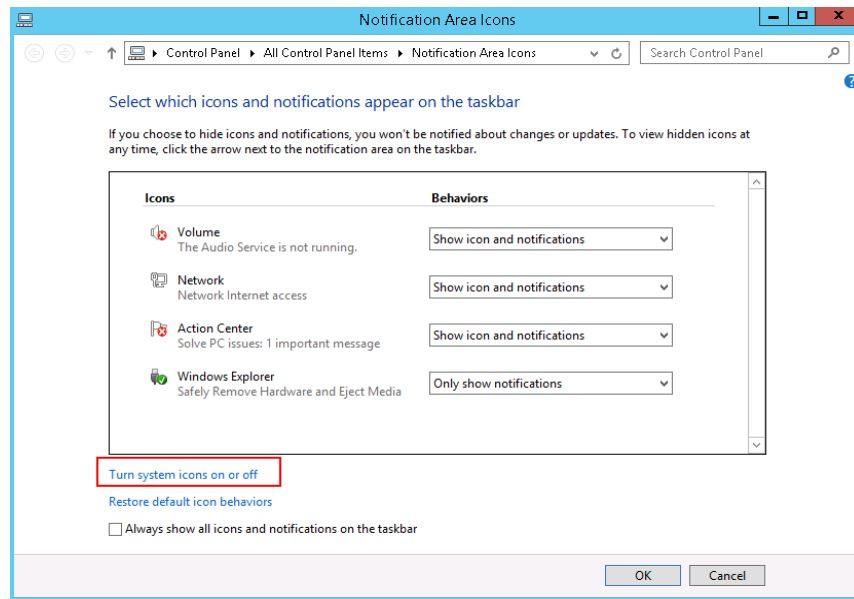 Notification Area Icons
Control Panel All Control Panel Items Notification Area Icons
Search Control Panel
?
Select which icons and notifications appear on the taskbar
If you choose to hide icons and notifications, you won't be notified about changes or updates. To view hidden icons at
any time, click the arrow next to the notification area on the taskbar.
Icons Behaviors
Volume
The Audio Service is not running.
Show icon and notifications
Network
Network Internet access
Show icon and notifications
Action Center
Solve PC issues: 1 important message
Show icon and notifications
Windows Explorer
Safely Remove Hardware and Eject Media
Only show notifications
Turn system icons on or off
Restore default icon behaviors
Always show all icons and notifications on the taskbar
OK Cancel